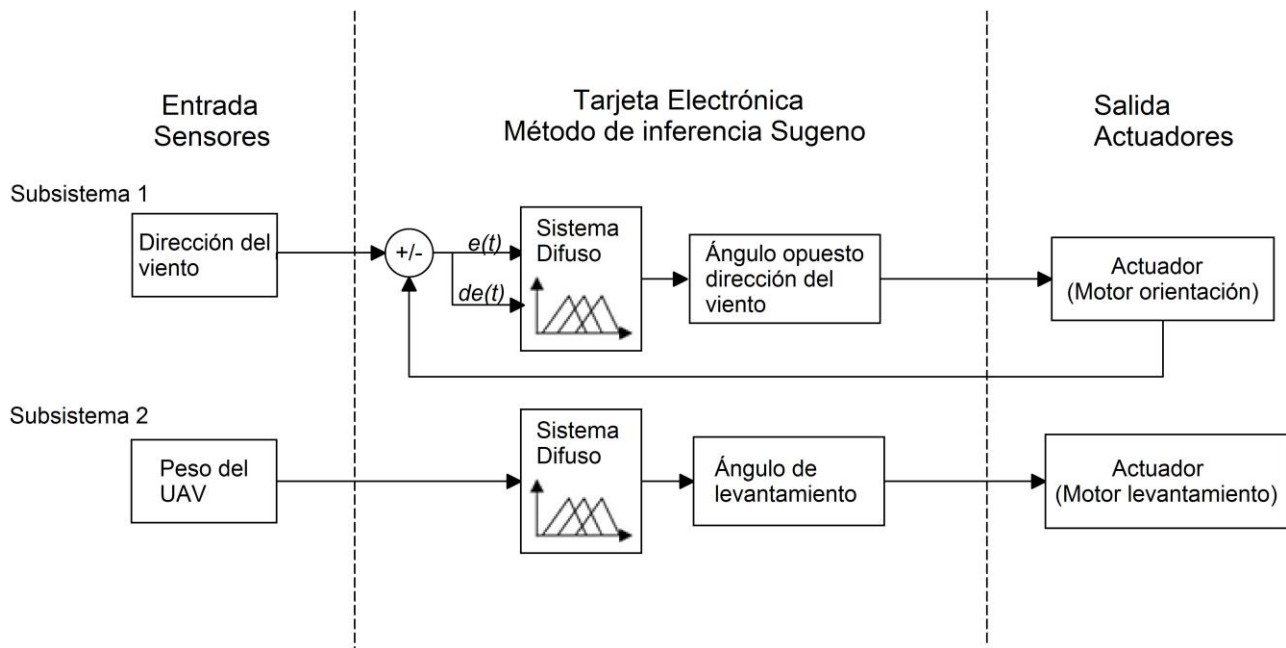 Entrada
Sensores
Tarjeta Electrónica
Método de inferencia Sugeno
Salida
Actuadores
Subsistema 1
Dirección del
viento
+/-
e(t)
de(t)
Sistema
Difuso
Ángulo opuesto
dirección del
viento
Actuador
(Motor orientación)
Subsistema 2
Peso del
UAV
Sistema
Difuso
Ángulo de
levantamiento
Actuador
(Motor levantamiento)